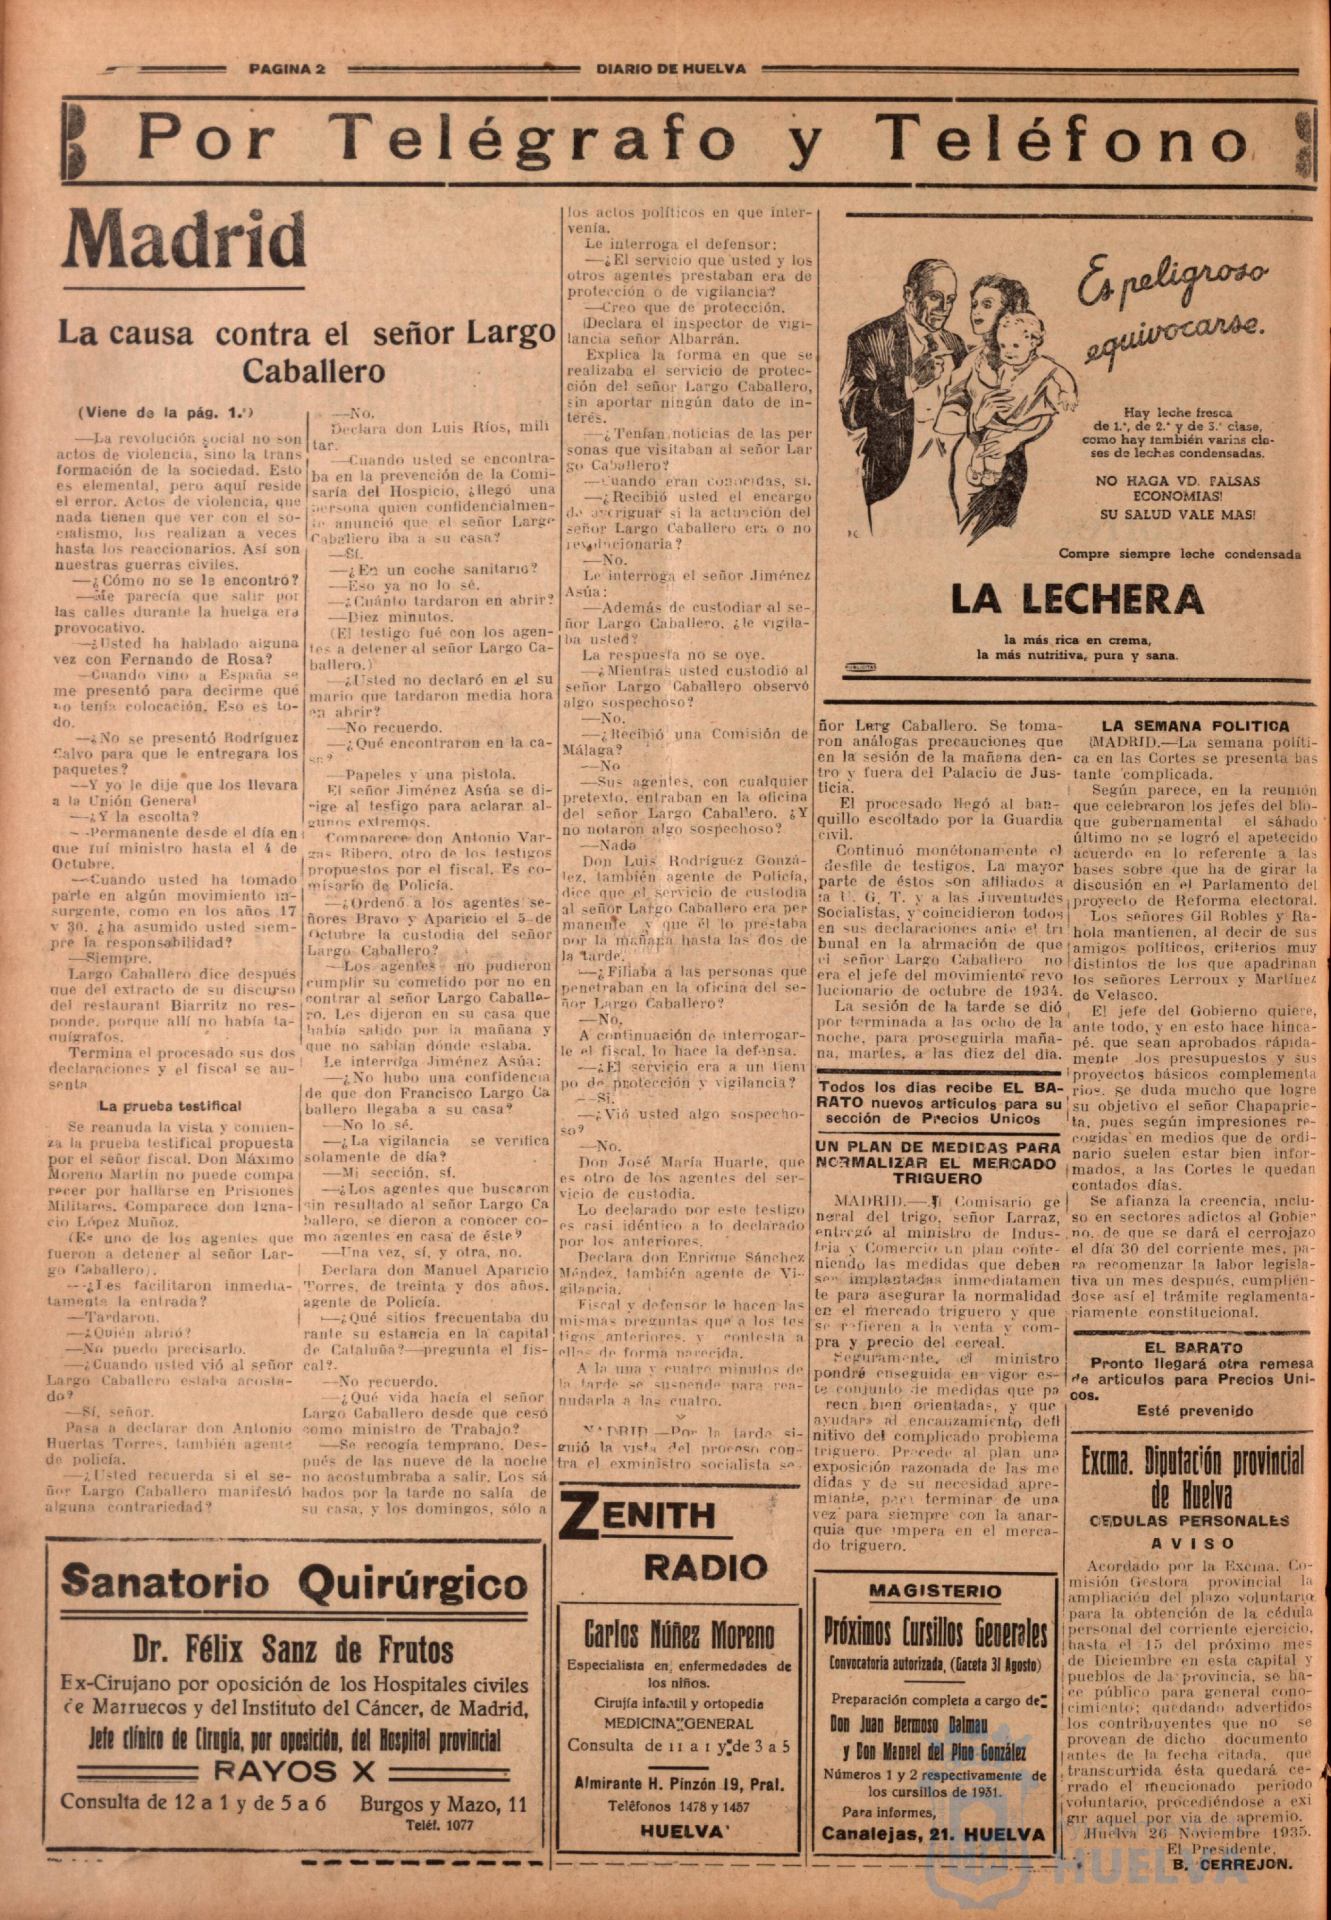 PAGINA 2
DIARIO DE HUELVA
Por Telégrafo y Teléfono
Madrid
La causa contra el señor Largo
Caballero
(Viene de la pág. 1.ª)
—La revolución social no son
actos de violencia, sino la trans
formación de la sociedad. Esto
es elemental, pero aquí reside
el error. Actos de violencia, que
nada tienen que ver con el so-
cialismo, los realizan a veces
hasta los reaccionarios. Así son
nuestras guerras civiles.
—¿Cómo no se le encontró?
—Me parecía que salir por
las calles durante la huelga era
provocativo.
—¿Usted ha hablado alguna
vez con Fernando de Rosa?
—Cuando vino a España se
me presentó para decirme que
no tenía colocación. Eso es to-
do.
—¿No se presentó Rodríguez
Calvo para que le entregara los
paquetes?
—Y yo le dije que los llevara
a la Unión General
—¿Y la escolta?
—Permanente desde el día en
que fuí ministro hasta el 4 de
Octubre.
—Cuando usted ha tomado
parte en algún movimiento in-
surgente, como en los años 17
y 30. ¿ha asumido usted siem-
pre la responsabilidad?
—Siempre.
Largo Caballero dice después
que del extracto de su discurso
del restaurant Biarritz no res-
ponde, porque allí no había ta-
quígrafos.
Termina el procesado sus dos
declaraciones y el fiscal se au-
senta
La prueba testifical
Se reanuda la vista y comien-
za la prueba testifical propuesta
por el señor fiscal. Don Máximo
Moreno Martín no puede compa
recer por hallarse en Prisiones
Militares. Comparece don Igna-
cio López Muñoz.
(Es uno de los agentes que
fueron a detener al señor Lar-
go Caballero).
—¿Les facilitaron inmedia-
tamente la entrada?
—Tardaron.
—¿Quién abrió?
—No puedo precisarlo.
—¿Cuando usted vió al señor
Largo Caballero estaba acosta-
do?
—Sí, señor.
Pasa a declarar don Antonio
Huertas Torres, también agente
de policía.
—¿Usted recuerda si el se-
ñor Largo Caballero manifestó
alguna contrariedad?
—No.
Declara don Luis Ríos, mili
tar.
—Cuando usted se encontra-
ba en la prevención de la Comi-
saría del Hospicio, ¿llegó una
persona quien confidencialmen-
te anunció que el señor Largo
Caballero iba a su casa?
—Sí.
—¿En un coche sanitario?
—Eso ya no lo sé.
—¿Cuánto tardaron en abrir?
—Diez minutos.
(El testigo fué con los agen-
tes a detener al señor Largo Ca-
ballero.)
—¿Usted no declaró en el su
mario que tardaron media hora
en abrir?
—No recuerdo.
—¿Qué encontraron en la ca-
sa?
—Papeles y una pistola.
El señor Jiménez Asúa se di-
rige al testigo para aclarar al-
gunos extremos.
Comparece don Antonio Var-
gas Ribero, otro de los testigos
propuestos por el fiscal. Es co-
misario de Policía.
—¿Ordenó a los agentes se-
ñores Bravo y Aparicio el 5 de
Octubre la custodia del señor
Largo Caballero?
—Los agentes no pudieron
cumplir su cometido por no en
contrar al señor Largo Caballe-
ro. Les dijeron en su casa que
había salido por la mañana y
que no sabían dónde estaba.
Le interroga Jiménez Asúa:
—¿No hubo una confidencia
de que don Francisco Largo Ca
ballero llegaba a su casa?
—No lo sé.
—¿La vigilancia se verifica
solamente de día?
—Mi sección, sí.
—¿Los agentes que buscaron
sin resultado al señor Largo Ca
ballero, se dieron a conocer co-
mo agentes en casa de éste?
—Una vez, sí, y otra, no.
Declara don Manuel Aparicio
Torres, de treinta y dos años,
agente de Policía.
—¿Qué sitios frecuentaba du
rante su estancia en la capital
de Cataluña?—pregunta el fis-
cal?.
—No recuerdo.
—¿Qué vida hacía el señor
Largo Caballero desde que cesó
como ministro de Trabajo?
—Se recogía temprano. Des-
pués de las nueve de la noche
no acostumbraba a salir. Los sá
bados por la tarde no salía de
su casa, y los domingos, sólo a
los actos políticos en que inter-
venía.
Le interroga el defensor:
—¿El servicio que usted y los
otros agentes prestaban era de
protección o de vigilancia?
—Creo que de protección.
¡Declara el inspector de vigi-
lancia señor Albarrán.
Explica la forma en que se
realizaba el servicio de protec-
ción del señor Largo Caballero,
sin aportar ningún dato de in-
terés.
—¿Tenían noticias de las per
sonas que visitaban al señor Lar
go Caballero?
—Cuando eran conocidas, sí.
—¿Recibió usted el encargo
de averiguar si la actuación del
señor Largo Caballero era o no
revolucionaria?
—No.
Le interroga el señor Jiménez
Asúa:
—Además de custodiar al se-
ñor Largo Caballero, ¿le vigila-
ba usted?
La respuesta no se oye.
—¿Mientras usted custodió al
señor Largo Caballero observó
algo sospechoso?
—No.
—¿Recibió una Comisión de
Málaga?
—No
—Sus agentes, con cualquier
pretexto, entraban en la oficina
del señor Largo Caballero. ¿Y
no notaron algo sospechoso?
—Nada
Don Luis Rodríguez Gonzá-
lez, también agente de Policía,
dice que el servicio de custodia
al señor Largo Caballero era per
manente y que él lo prestaba
por la mañana hasta las dos de
la tarde.
—¿Filiaba a las personas que
penetraban en la oficina del se-
ñor Largo Caballero?
—No,
A continuación de interrogar-
le el fiscal, lo hace la defensa.
—¿El servicio era a un tiem
po de protección y vigilancia?
—Sí.
—¿Vió usted algo sospecho-
so?
—No.
Don José María Huarte, que
es otro de los agentes del ser-
vicio de custodia.
Lo declarado por este testigo
es casi idéntico a lo declarado
por los anteriores.
Declara don Enrique Sánchez
Méndez, también agente de Vi-
gilancia.
Fiscal y defensor le hacen las
mismas preguntas que a los tes
tigos anteriores, y contesta a
ellas de forma parecida.
A la una y cuatro minutos de
la tarde se suspende para rea-
nudarla a las cuatro.
MADRID.—Por la tarde si-
guió la vista del proceso con-
tra el exministro socialista se-
Es peligroso
equivocarse.
Hay leche fresca
de 1.ª, de 2.ª y de 3.ª clase,
como hay también varias cla-
ses de leches condensadas.
NO HAGA VD. FALSAS
ECONOMIAS!
SU SALUD VALE MAS!
Compre siempre leche condensada
LA LECHERA
la más rica en crema,
la más nutritiva, pura y sana.
ñor Larg Caballero. Se toma-
ron análogas precauciones que
en la sesión de la mañana den-
tro y fuera del Palacio de Jus-
ticia.
El procesado llegó al ban-
quillo escoltado por la Guardia
civil.
Continuó monótonamente el
desfile de testigos. La mayor
parte de éstos son afiliados a
la U. G. T. y a las Juventudes
Socialistas, y coincidieron todos
en sus declaraciones ante el tri
bunal en la afirmación de que
el señor Largo Caballero no
era el jefe del movimiento revo
lucionario de octubre de 1934.
La sesión de la tarde se dió
por terminada a las ocho de la
noche, para proseguirla maña-
na, martes, a las diez del día.
Todos los dias recibe EL BA-
RATO nuevos articulos para su
sección de Precios Unicos
UN PLAN DE MEDIDAS PARA
NORMALIZAR EL MERCADO
TRIGUERO
MADRID.—El Comisario ge
neral del trigo, señor Larraz,
entregó al ministro de Indus-
tria y Comercio un plan conte-
niendo las medidas que deben
ser implantadas inmediatamen
te para asegurar la normalidad
en el mercado triguero y que
se refieren a la venta y com-
pra y precio del cereal.
Seguramente, el ministro
pondrá enseguida en vigor es-
te conjunto de medidas que pa
recn bien orientadas, y que
ayudara al encauzamiento defi
nitivo del complicado problema
triguero. Precede al plan una
exposición razonada de las me
didas y de su necesidad apre-
miante, para terminar de una
vez para siempre con la anar-
quia que impera en el merca-
do triguero.
LA SEMANA POLITICA
(MADRID.—La semana políti-
ca en las Cortes se presenta bas
tante complicada.
Según parece, en la reunión
que celebraron los jefes del blo-
que gubernamental el sábado
último no se logró el apetecido
acuerdo en lo referente a las
bases sobre que ha de girar la
discusión en el Parlamento del
proyecto de Reforma electoral.
Los señores Gil Robles y Ra-
hola mantienen, al decir de sus
amigos políticos, criterios muy
distintos de los que apadrinan
los señores Lerroux y Martínez
de Velasco.
El jefe del Gobierno quiere,
ante todo, y en esto hace hinca-
pé. que sean aprobados rápida-
mente los presupuestos y sus
proyectos básicos complementa
rios. Se duda mucho que logre
su objetivo el señor Chapaprie-
ta, pues según impresiones re-
cogidas en medios que de ordi-
nario suelen estar bien infor-
mados, a las Cortes le quedan
contados días.
Se afianza la creencia, inclu-
so en sectores adictos al Gobier
no, de que se dará el cerrojazo
el día 30 del corriente mes, pa-
ra recomenzar la labor legisla-
tiva un mes después, cumplién-
dose así el trámite reglamenta-
riamente constitucional.
EL BARATO
Pronto llegará otra remesa
de articulos para Precios Uni-
cos.
Esté prevenido
Excma. Diputación provincial
de Huelva
CEDULAS PERSONALES
AVISO
Acordado por la Excma. Co-
misión Gestora provincial la
ampliación del plazo voluntario
para la obtención de la cédula
personal del corriente ejercicio,
hasta el 15 del próximo mes
de Diciembre en esta capital y
pueblos de la provincia, se ha-
ce público para general cono-
cimiento; quedando advertidos
los contribuyentes que no se
provean de dicho documento
antes de la fecha citada, que
transcurrida ésta quedará ce-
rrado el mencionado periodo
voluntario, procediéndose a exi
gir aquel por via de apremio.
Huelva 26 Noviembre 1935.
El Presidente,
B. CERREJON.
Sanatorio Quirúrgico
Dr. Félix Sanz de Frutos
Ex-Cirujano por oposición de los Hospitales civiles
de Marruecos y del Instituto del Cáncer, de Madrid,
Jefe clínico de Cirugía, por oposición, del Hospital provincial
RAYOS X
Consulta de 12 a 1 y de 5 a 6 Burgos y Mazo, 11
Teléf. 1077
ZENITH
RADIO
Carlos Núñez Moreno
Especialista en enfermedades de
los niños.
Cirujía infantil y ortopedia
MEDICINA GENERAL
Consulta de 11 a 1 y de 3 a 5
Almirante H. Pinzón 19, Pral.
Teléfonos 1478 y 1457
HUELVA
MAGISTERIO
Próximos Cursillos Generales
Convocatoria autorizada, (Gaceta 31 Agosto)
Preparación completa a cargo de:
Don Juan Hermoso Dalmau
y Don Manuel del Pino González
Números 1 y 2 respectivamente de
los cursillos de 1931.
Para informes,
Canalejas, 21. HUELVA
HUELVA